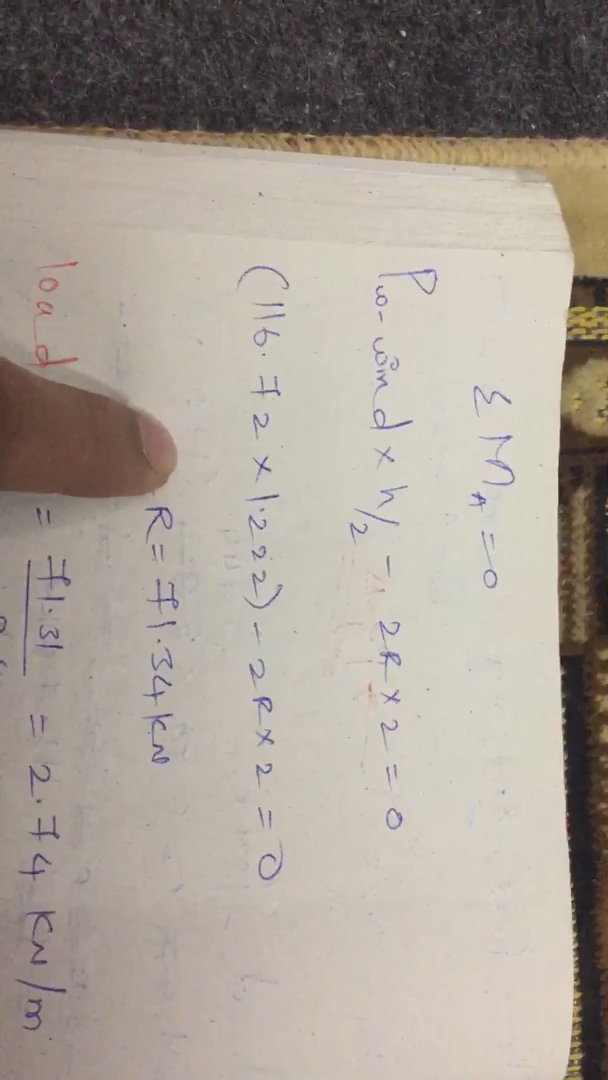 Σ M_A = 0
P_w-wind × h/2 - 2R × 2 = 0
(116.72 × 1.222) - 2R × 2 = 0
R = 71.34 kN
load = 71.31 = 2.74 kN/m